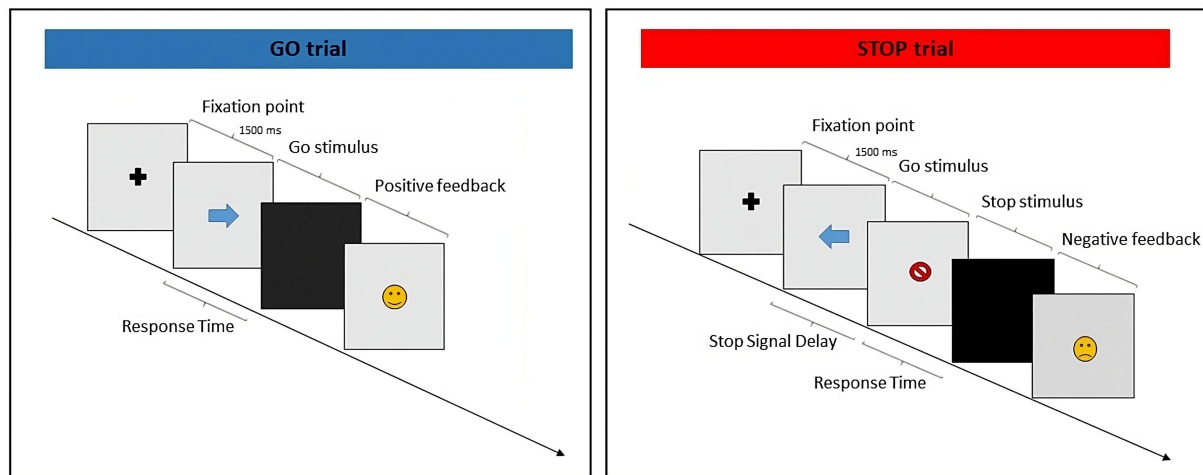 GO trial
Fixation point
1500 ms
Go stimulus
Positive feedback
Response Time
STOP trial
Fixation point
1500 ms
Go stimulus
Stop stimulus
Negative feedback
Stop Signal Delay
Response Time